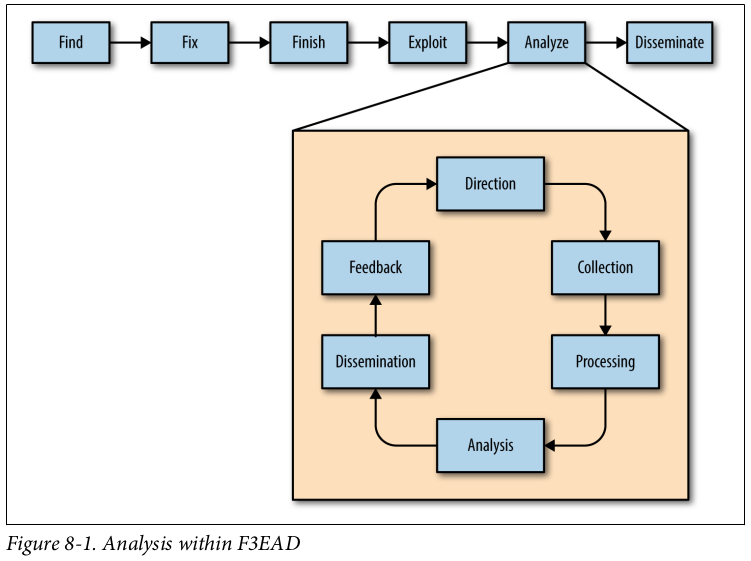 Find
Fix
Finish
Exploit
Analyze
Disseminate
Direction
Collection
Processing
Analysis
Dissemination
Feedback
Figure 8-1. Analysis within F3EAD